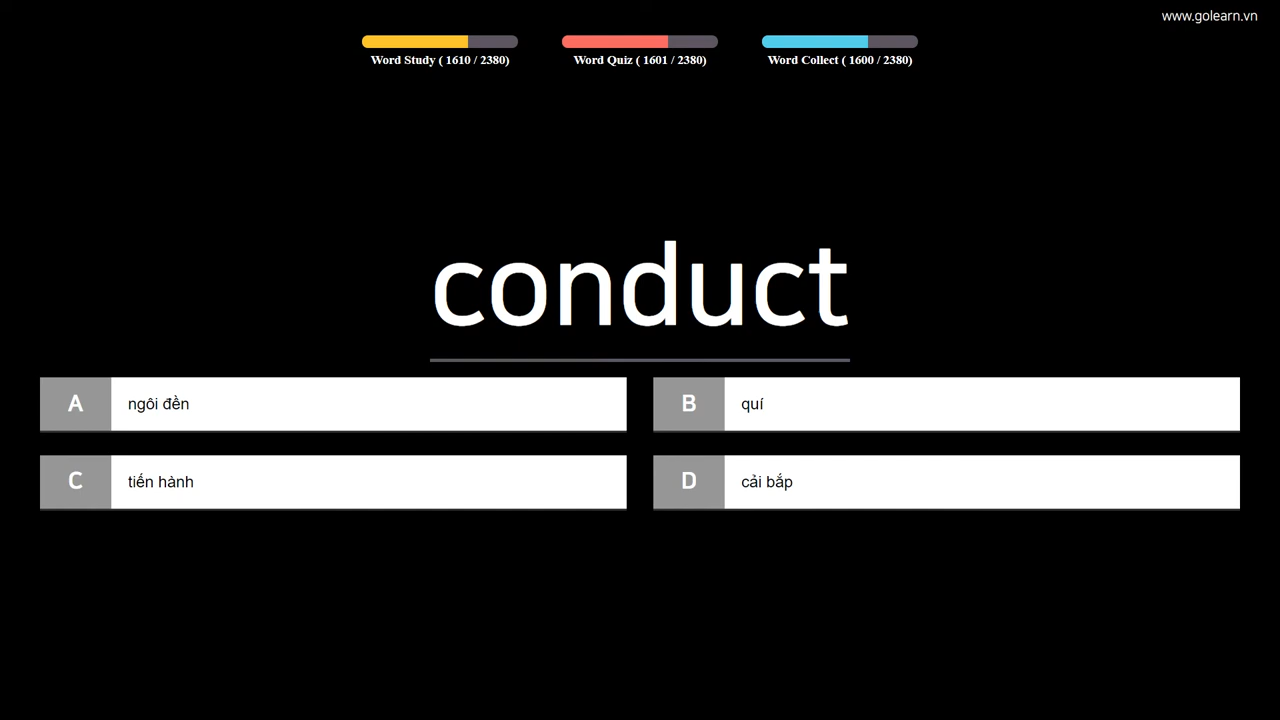 www.golearn.vn
Word Study ( 1610 / 2380) Word Quiz ( 1601 / 2380) Word Collect ( 1600 / 2380)
conduct
A ngôi đền B quí
C tiến hành D cải bắp